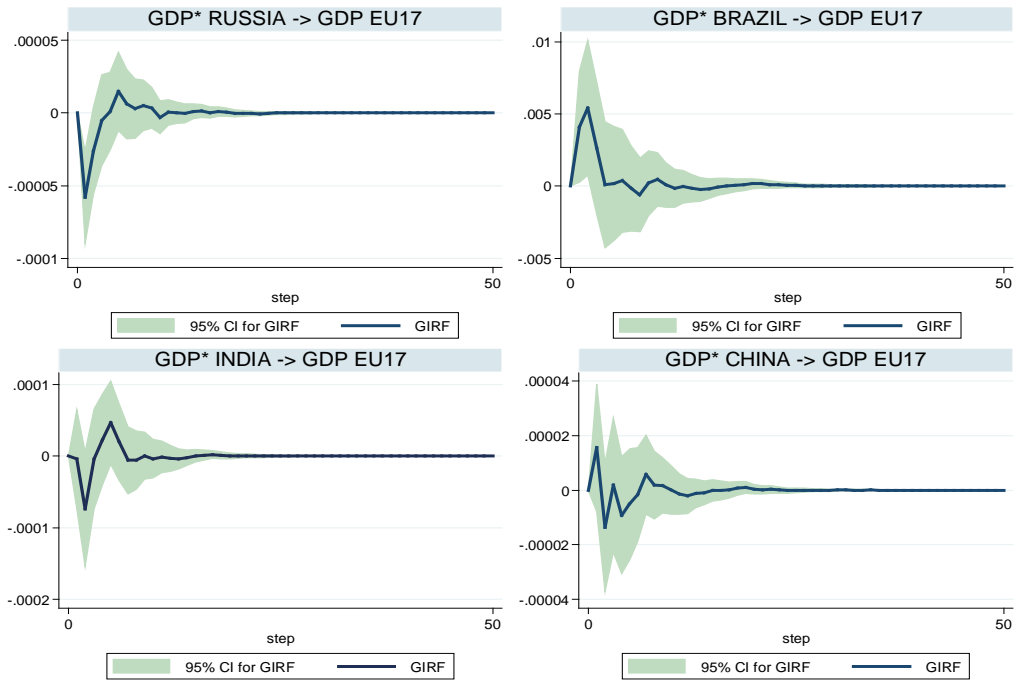 GDP* RUSSIA -> GDP EU17
.00005
0
-.00005
-.0001
0
50
step
95% CI for GIRF
GIRF
GDP* BRAZIL -> GDP EU17
.01
.005
0
-.005
0
50
step
95% CI for GIRF
GIRF
GDP* INDIA -> GDP EU17
.0001
0
-.0001
-.0002
0
50
step
95% CI for GIRF
GIRF
GDP* CHINA -> GDP EU17
.00004
.00002
0
-.00002
-.00004
0
50
step
95% CI for GIRF
GIRF